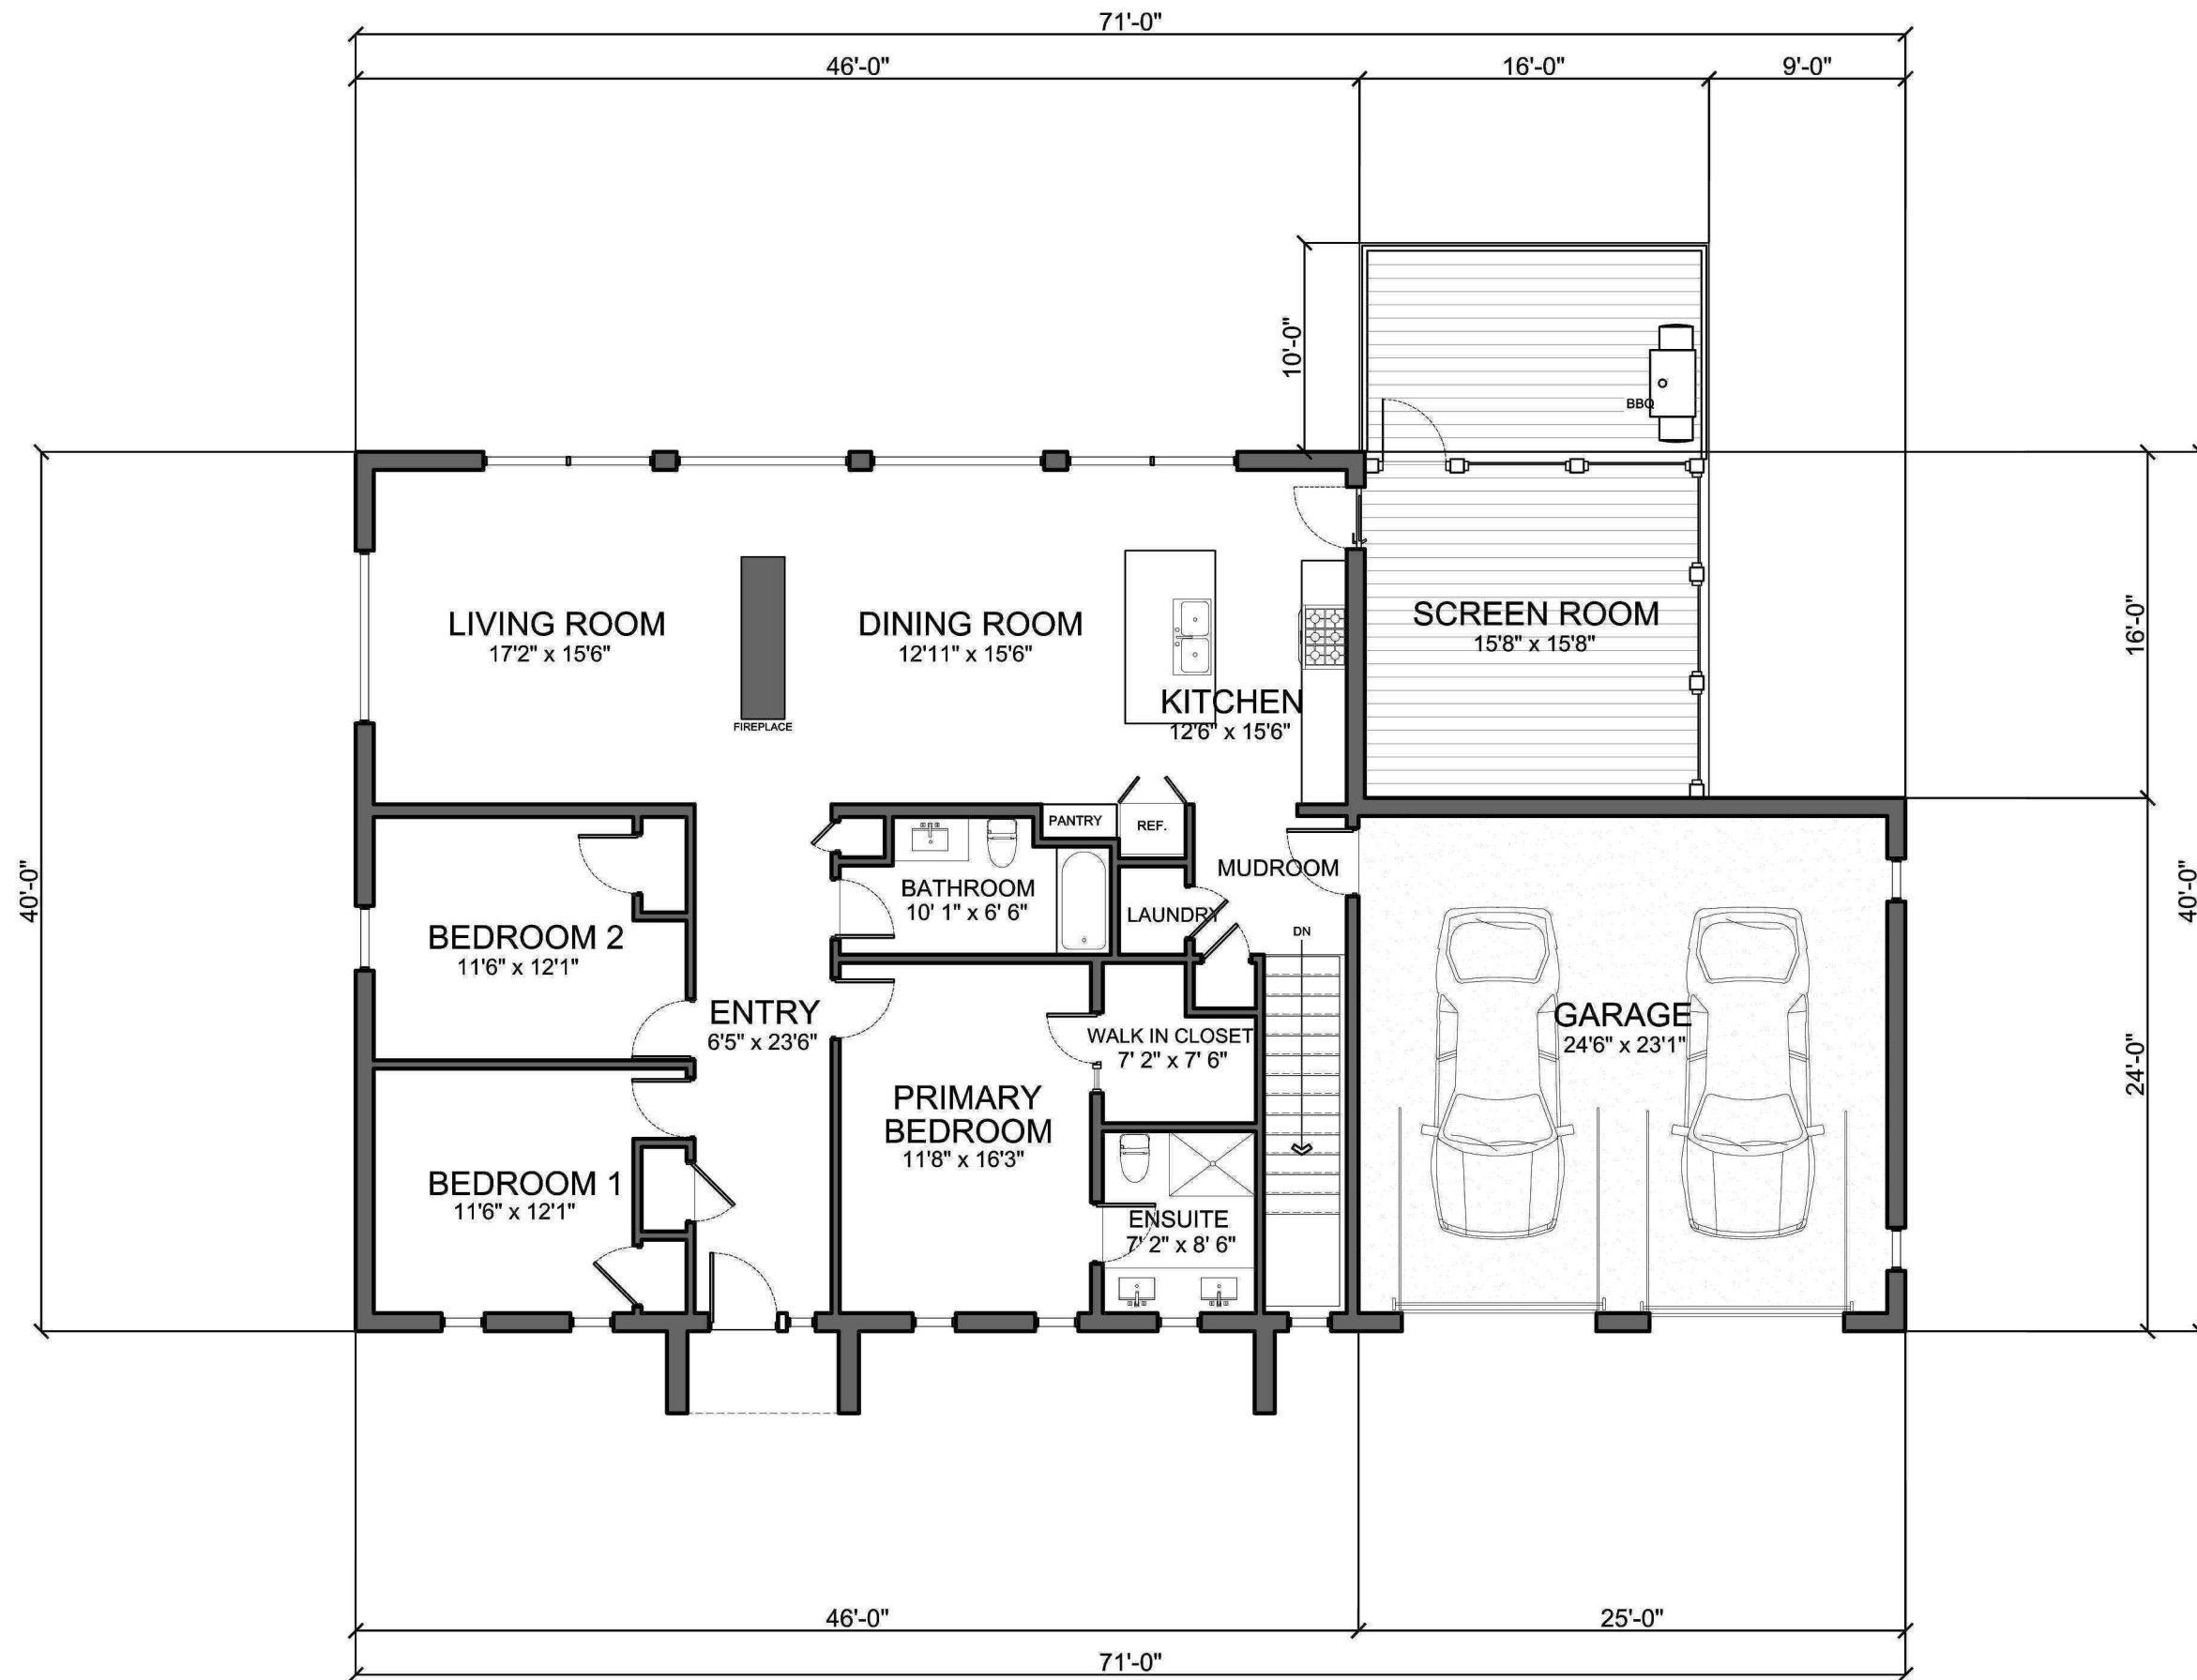 71'-0"
46'-0" 16'-0" 9'-0"
10'-0"
BBQ
LIVING ROOM
17'2" x 15'6"
FIREPLACE
DINING ROOM
12'11" x 15'6"
KITCHEN
12'6" x 15'6"
SCREEN ROOM
15'8" x 15'8"
16'-0"
40'-0"
40'-0"
24'-0"
PANTRY
REF.
MUDROOM
BATHROOM
10' 1" x 6' 6"
LAUNDRY
DN
BEDROOM 2
11'6" x 12'1"
ENTRY
6'5" x 23'6"
WALK IN CLOSET
7' 2" x 7' 6"
GARAGE
24'6" x 23'1"
PRIMARY
BEDROOM
11'8" x 16'3"
BEDROOM 1
11'6" x 12'1"
ENSUITE
7' 2" x 8' 6"
46'-0" 25'-0"
71'-0"